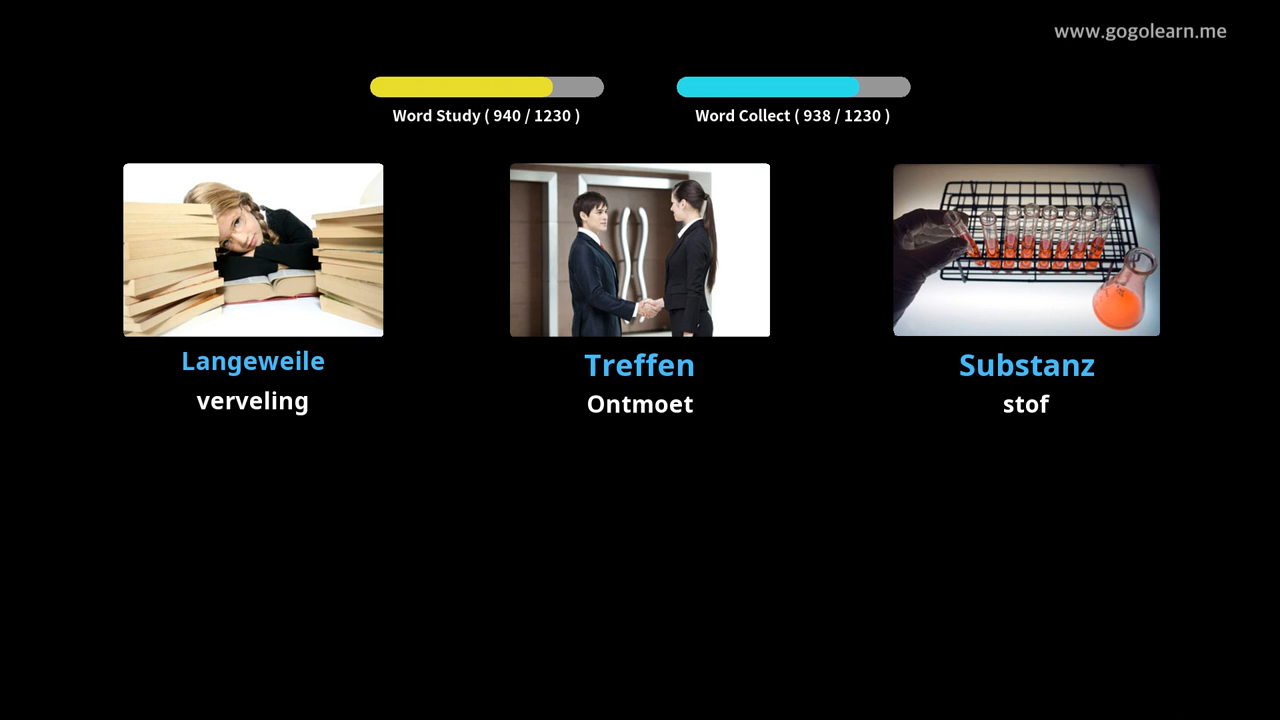 www.gogolearn.me
Word Study ( 940 / 1230 )
Word Collect ( 938 / 1230 )
Langeweile
verveling
Treffen
Ontmoet
Substanz
stof